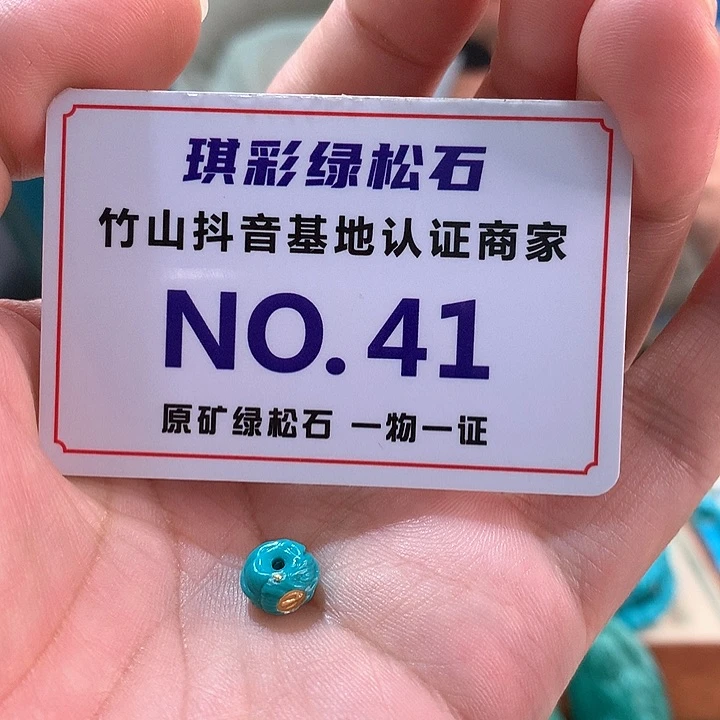 琪彩绿松石
竹山抖音基地认证商家
NO.41
原矿绿松石 一物一证